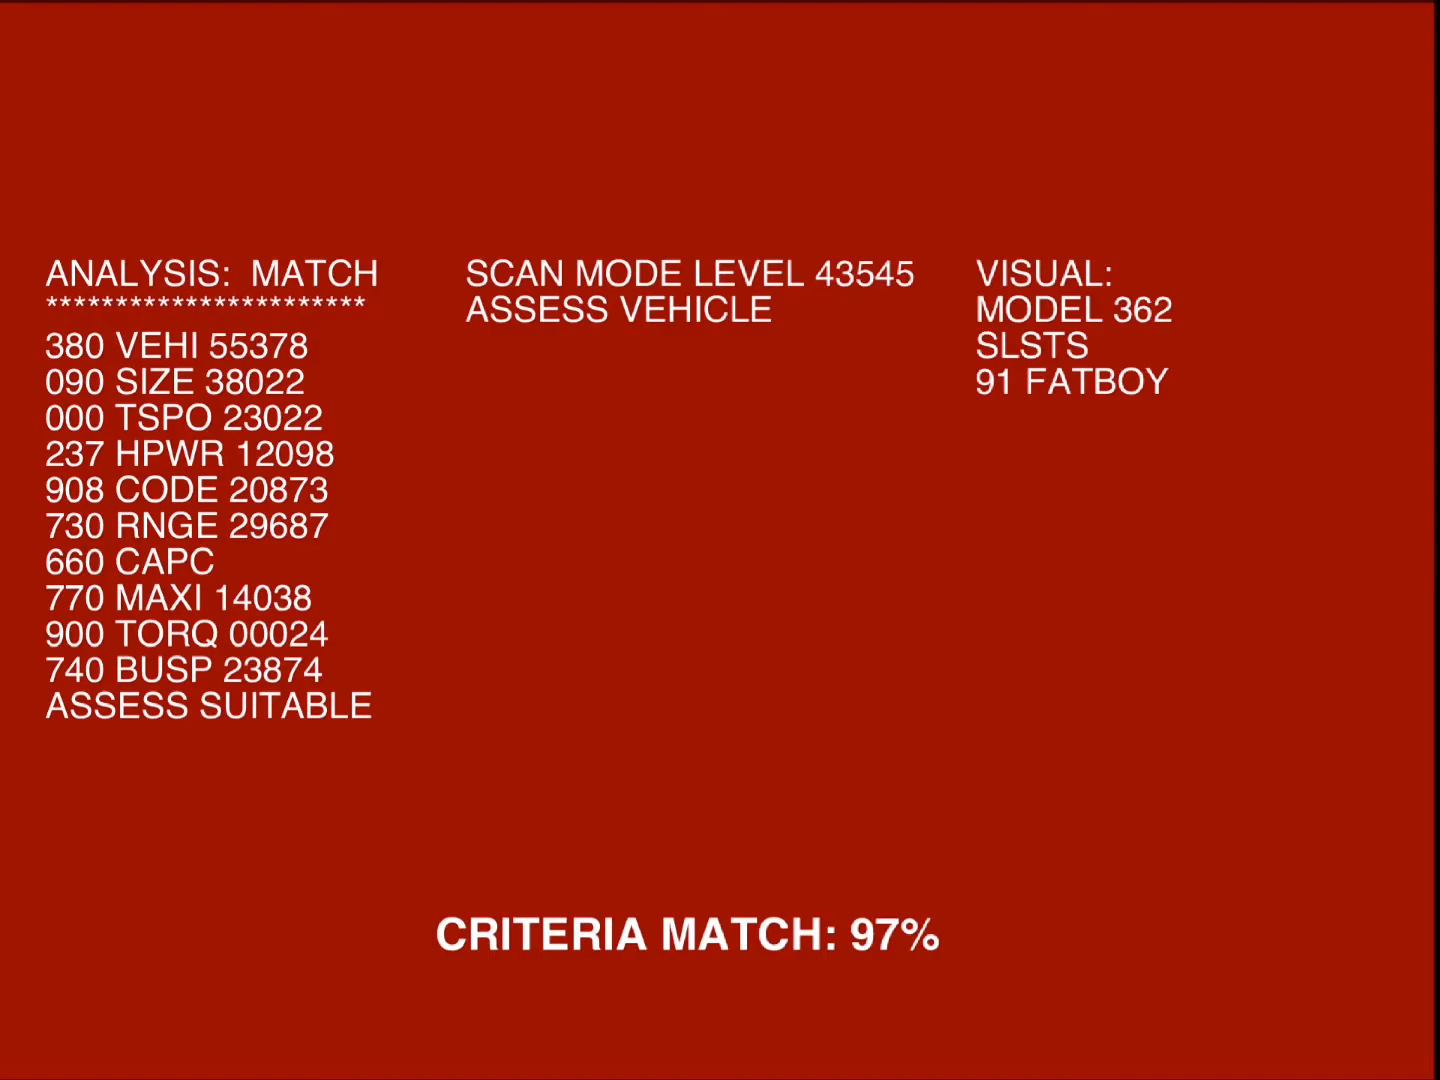 ANALYSIS:  MATCH
***********************
380 VEHI 55378
090 SIZE 38022
000 TSPO 23022
237 HPWR 12098
908 CODE 20873
730 RNGE 29687
660 CAPC
770 MAXI 14038
900 TORQ 00024
740 BUSP 23874
ASSESS SUITABLE
SCAN MODE LEVEL 43545
ASSESS VEHICLE
VISUAL:
MODEL 362
SLSTS
91 FATBOY
CRITERIA MATCH: 97%